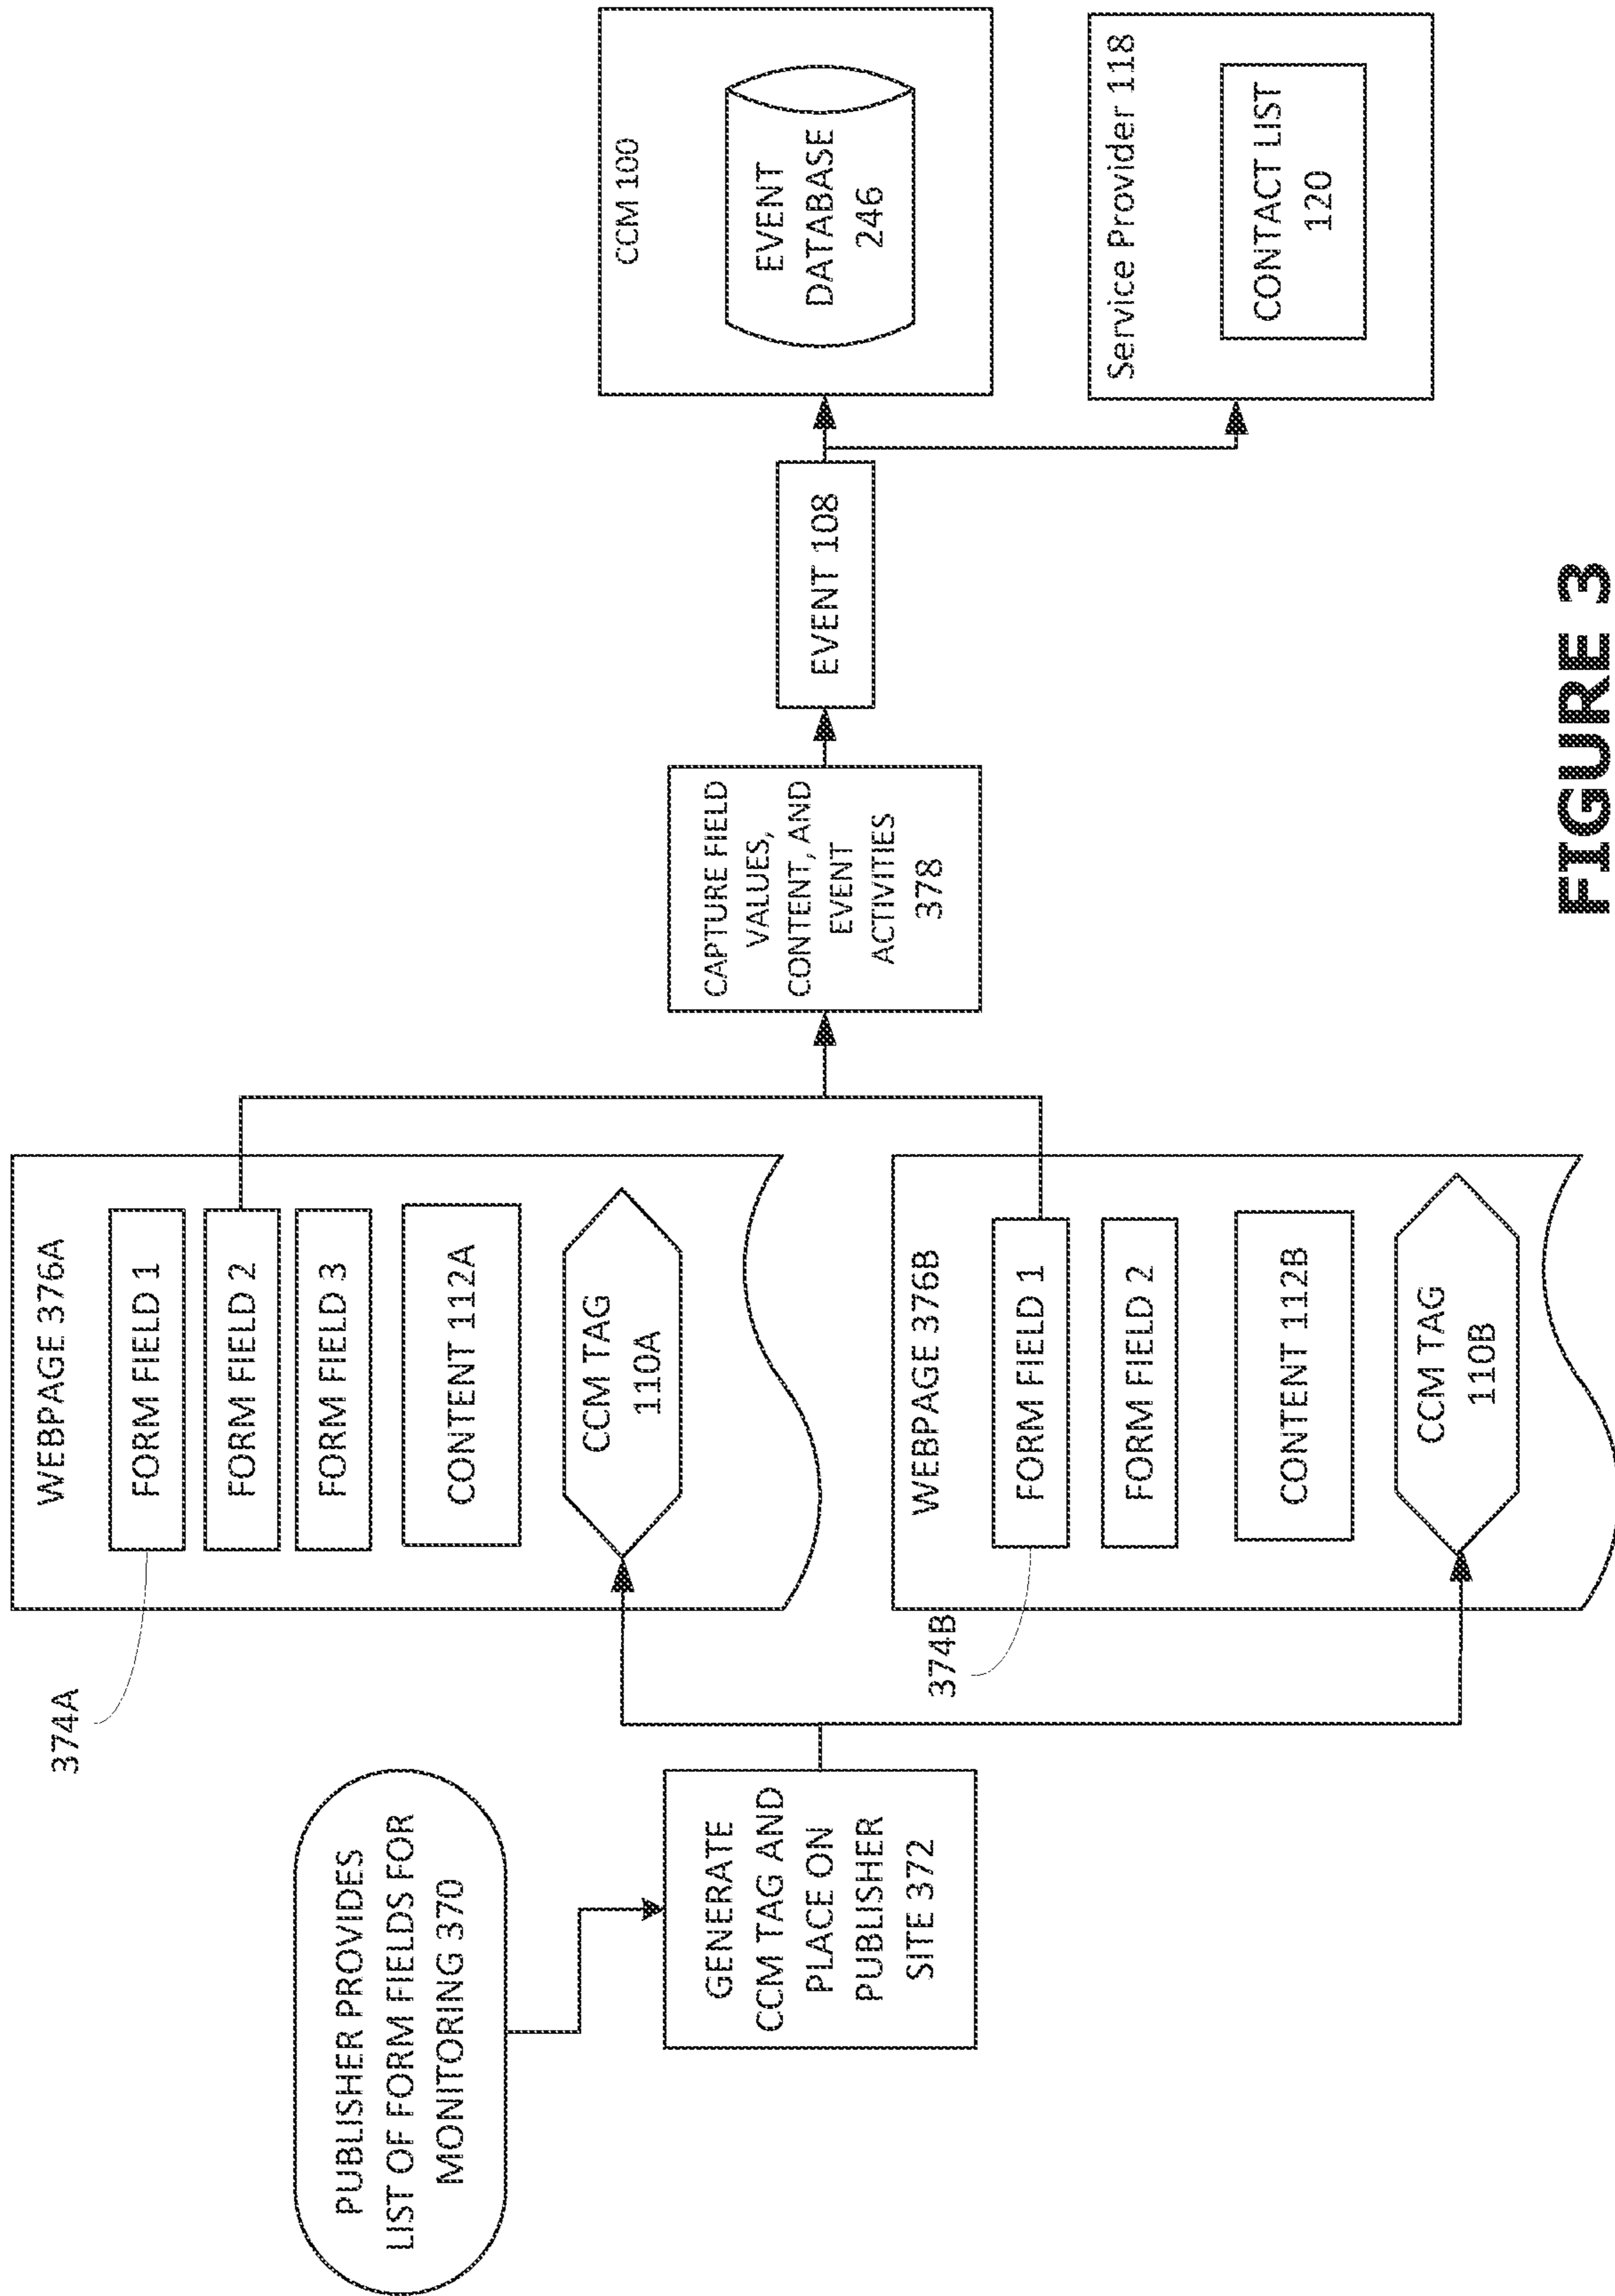 PUBLISHER PROVIDES
LIST OF FORM FIELDS FOR
MONITORING 370
GENERATE
CCM TAG AND
PLACE ON
PUBLISHER
SITE 372
374A
WEBPAGE 376A
FORM FIELD 1
FORM FIELD 2
FORM FIELD 3
CONTENT 112A
CCM TAG
110A
374B
WEBPAGE 376B
FORM FIELD 1
FORM FIELD 2
CONTENT 112B
CCM TAG
110B
CAPTURE FIELD
VALUES,
CONTENT, AND
EVENT
ACTIVITIES
378
EVENT 108
CCM 100
EVENT
DATABASE
246
Service Provider 118
CONTACT LIST
120
FIGURE 3